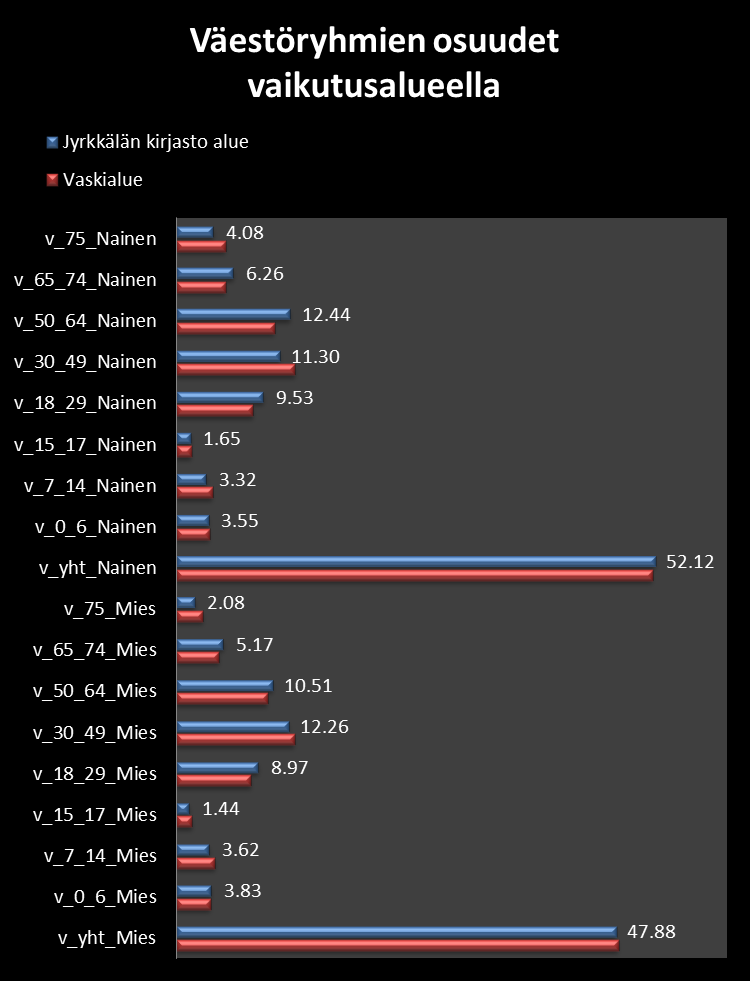 Väestöryhmien osuudet
vaikutusalueella
Jyrkkälän kirjasto alue
Vaskialue
v_75_Nainen 4.08
v_65_74_Nainen 6.26
v_50_64_Nainen 12.44
v_30_49_Nainen 11.30
v_18_29_Nainen 9.53
v_15_17_Nainen 1.65
v_7_14_Nainen 3.32
v_0_6_Nainen 3.55
v_yht_Nainen 52.12
v_75_Mies 2.08
v_65_74_Mies 5.17
v_50_64_Mies 10.51
v_30_49_Mies 12.26
v_18_29_Mies 8.97
v_15_17_Mies 1.44
v_7_14_Mies 3.62
v_0_6_Mies 3.83
v_yht_Mies 47.88